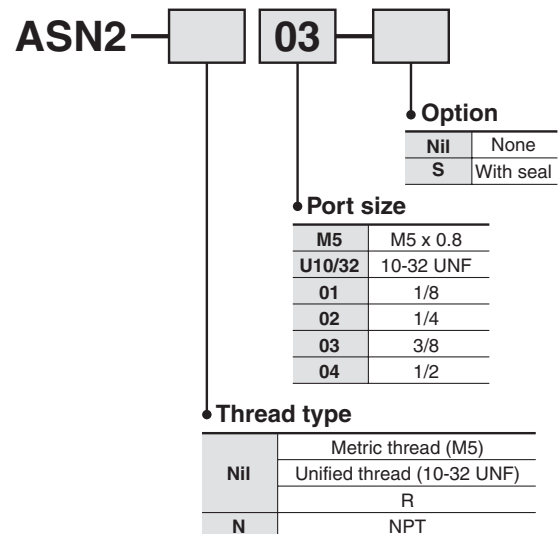 ASN2 03
Option
Nil None
S With seal
Port size
M5 M5 x 0.8
U10/32 10-32 UNF
01 1/8
02 1/4
03 3/8
04 1/2
Thread type
Nil Metric thread (M5)
Unified thread (10-32 UNF)
R
N NPT